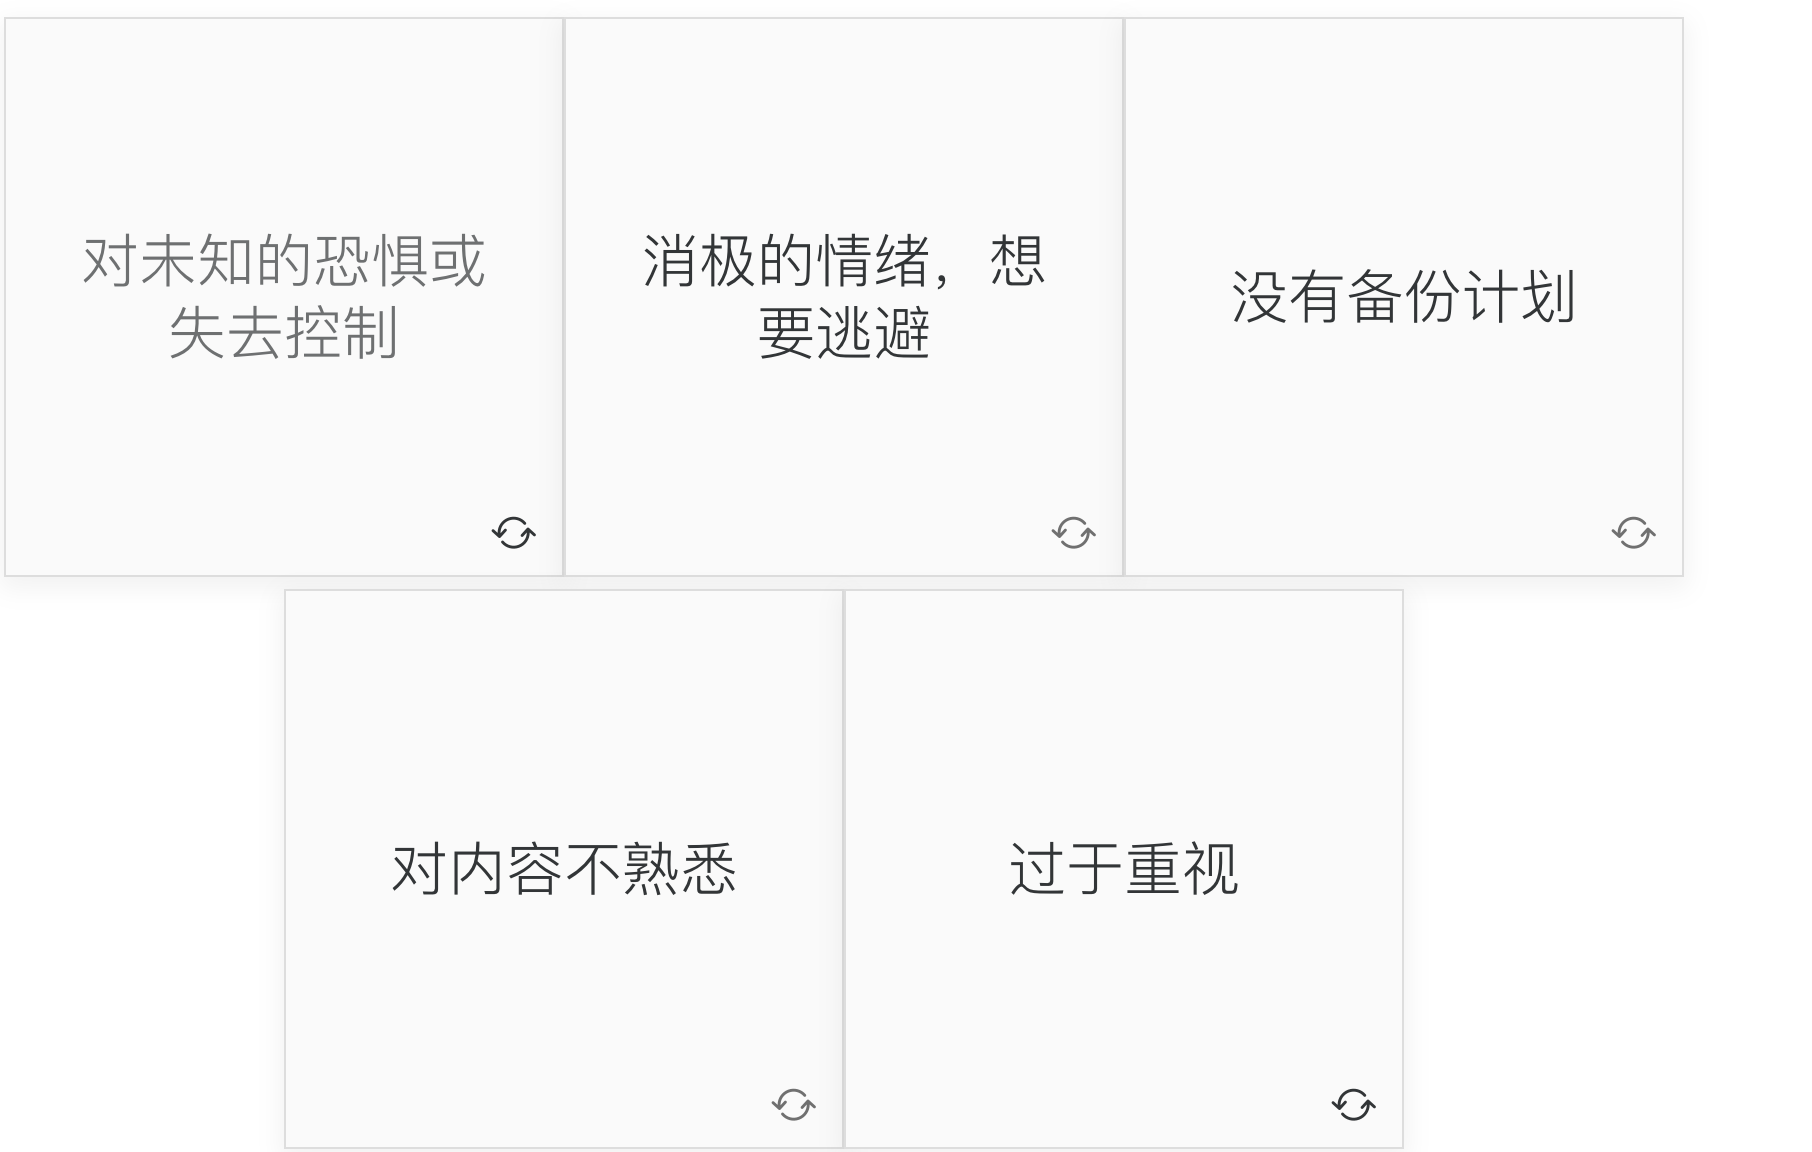 对未知的恐惧或
失去控制
消极的情绪，想
要逃避
没有备份计划
对内容不熟悉
过于重视